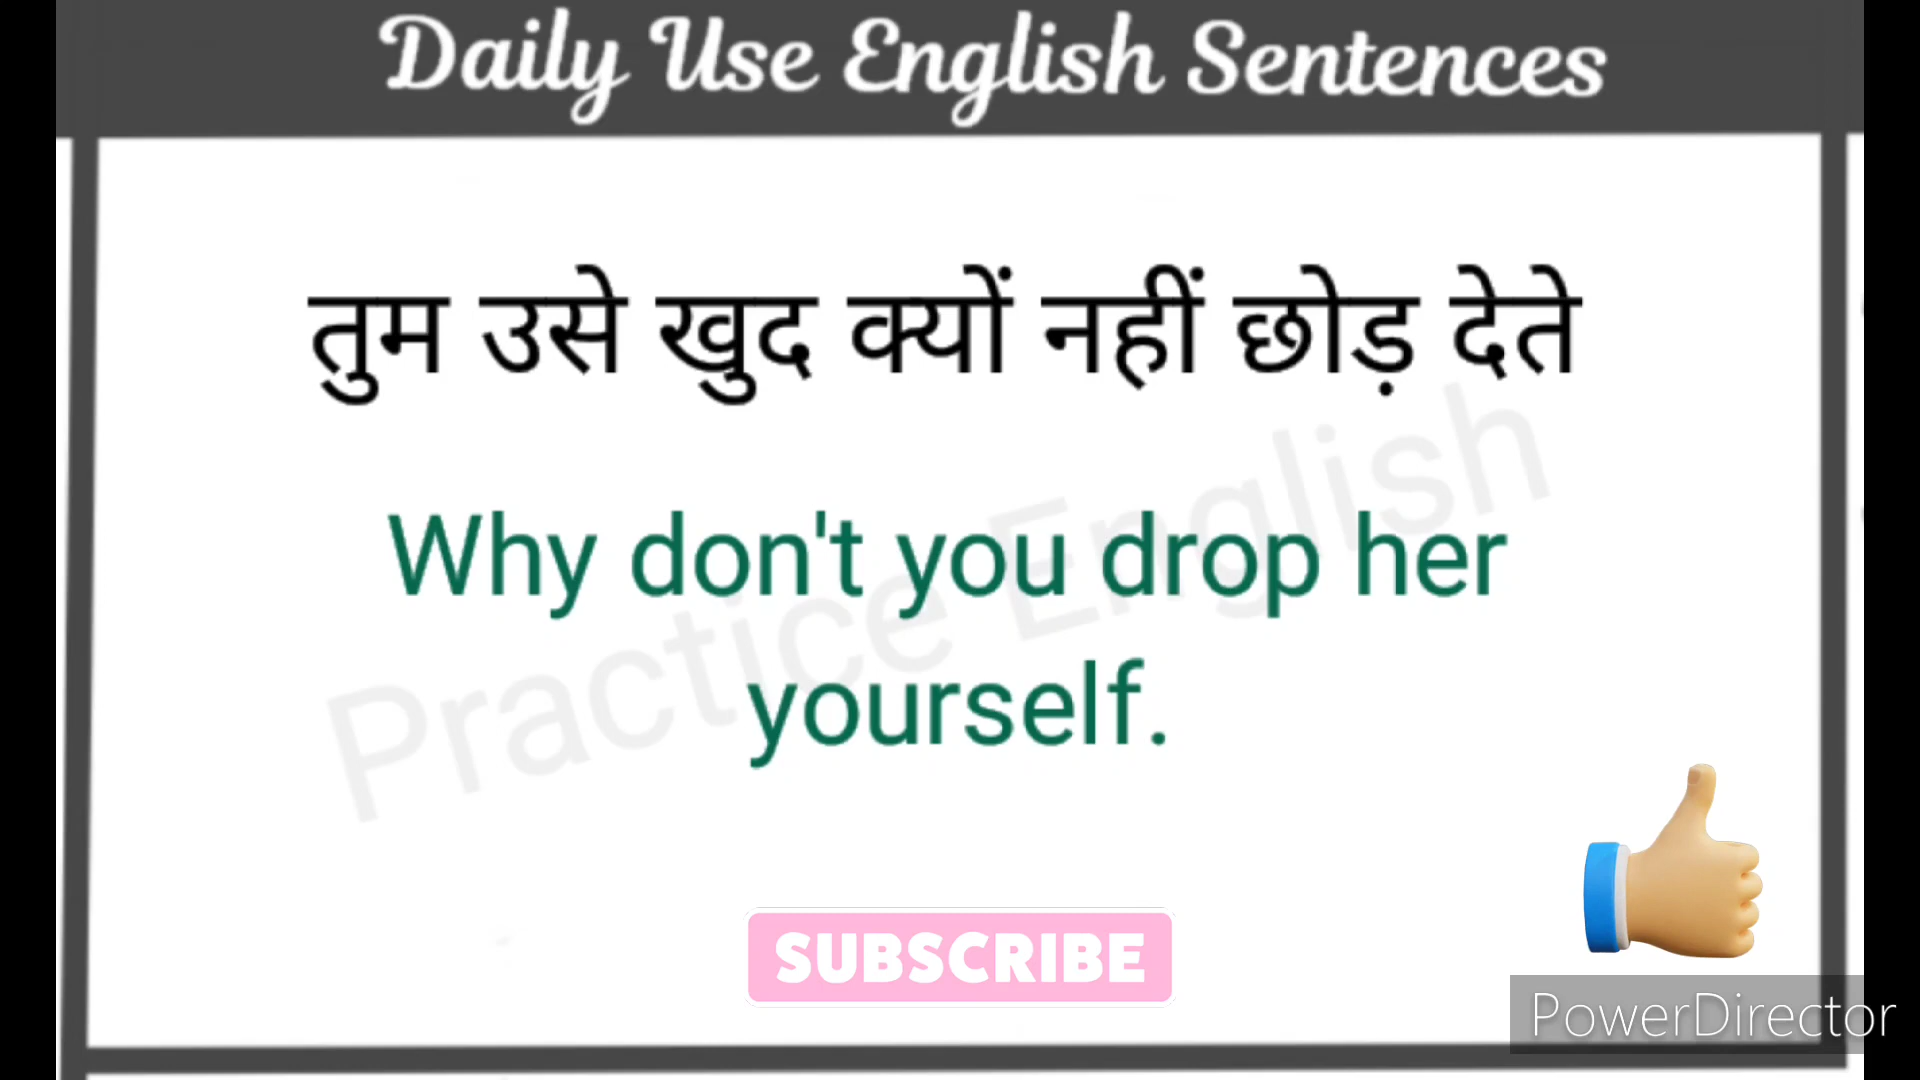 Daily Use English Sentences
तुम उसे खुद क्यों नहीं छोड़ देते
Why don't you drop her
yourself.
Practice English
SUBSCRIBE
PowerDirector